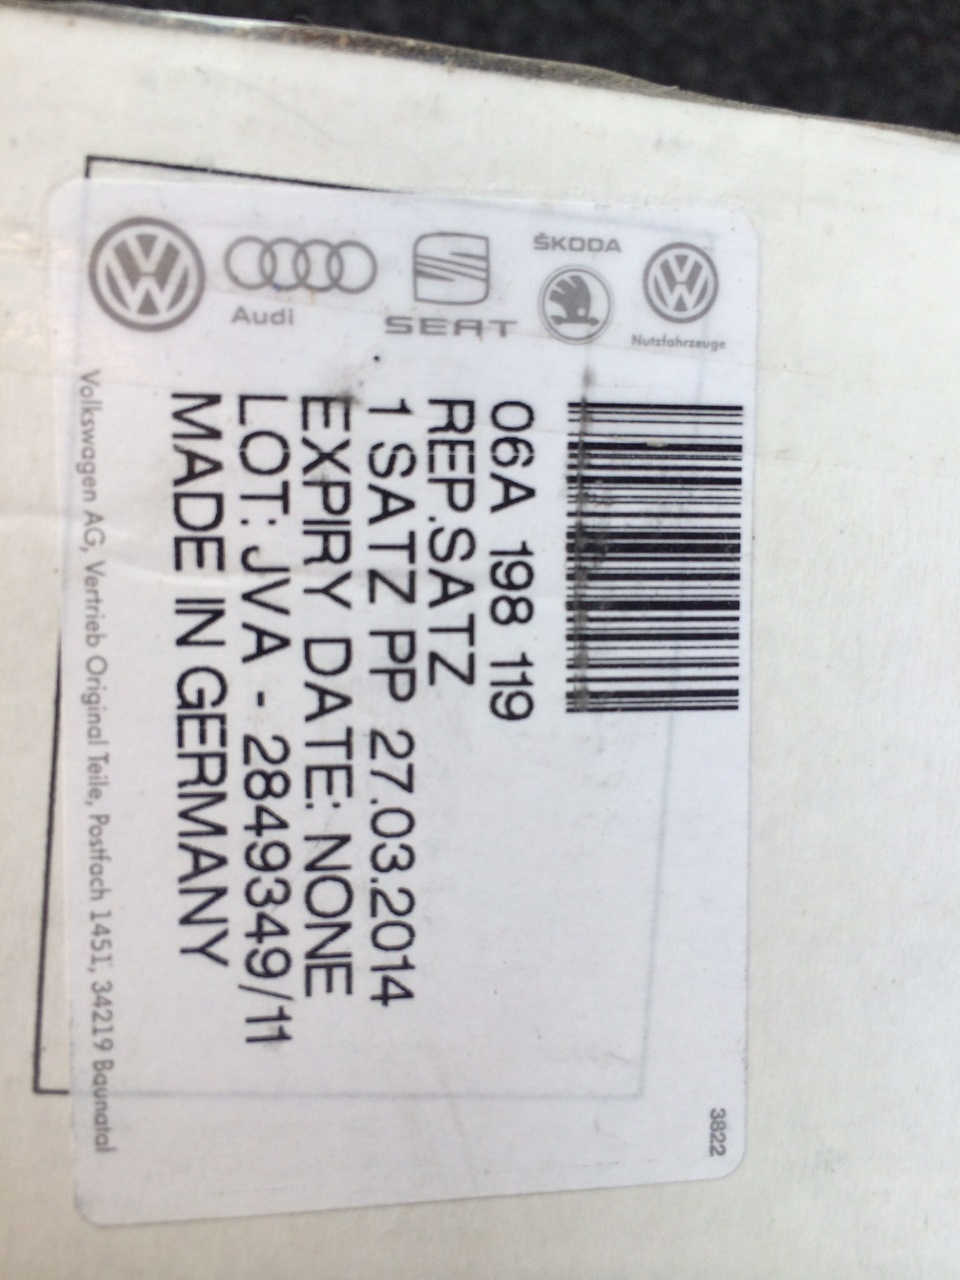 Audi
SEAT
ŠKODA
Nutzfahrzeuge
06A 198 119
REP.SATZ
1 SATZ PP 27.03.2014
EXPIRY DATE: NONE
LOT: JVA - 2849349/11
MADE IN GERMANY
Volkswagen AG, Vertrieb Original Teile, Postfach 1451, 34219 Baunatal
3822